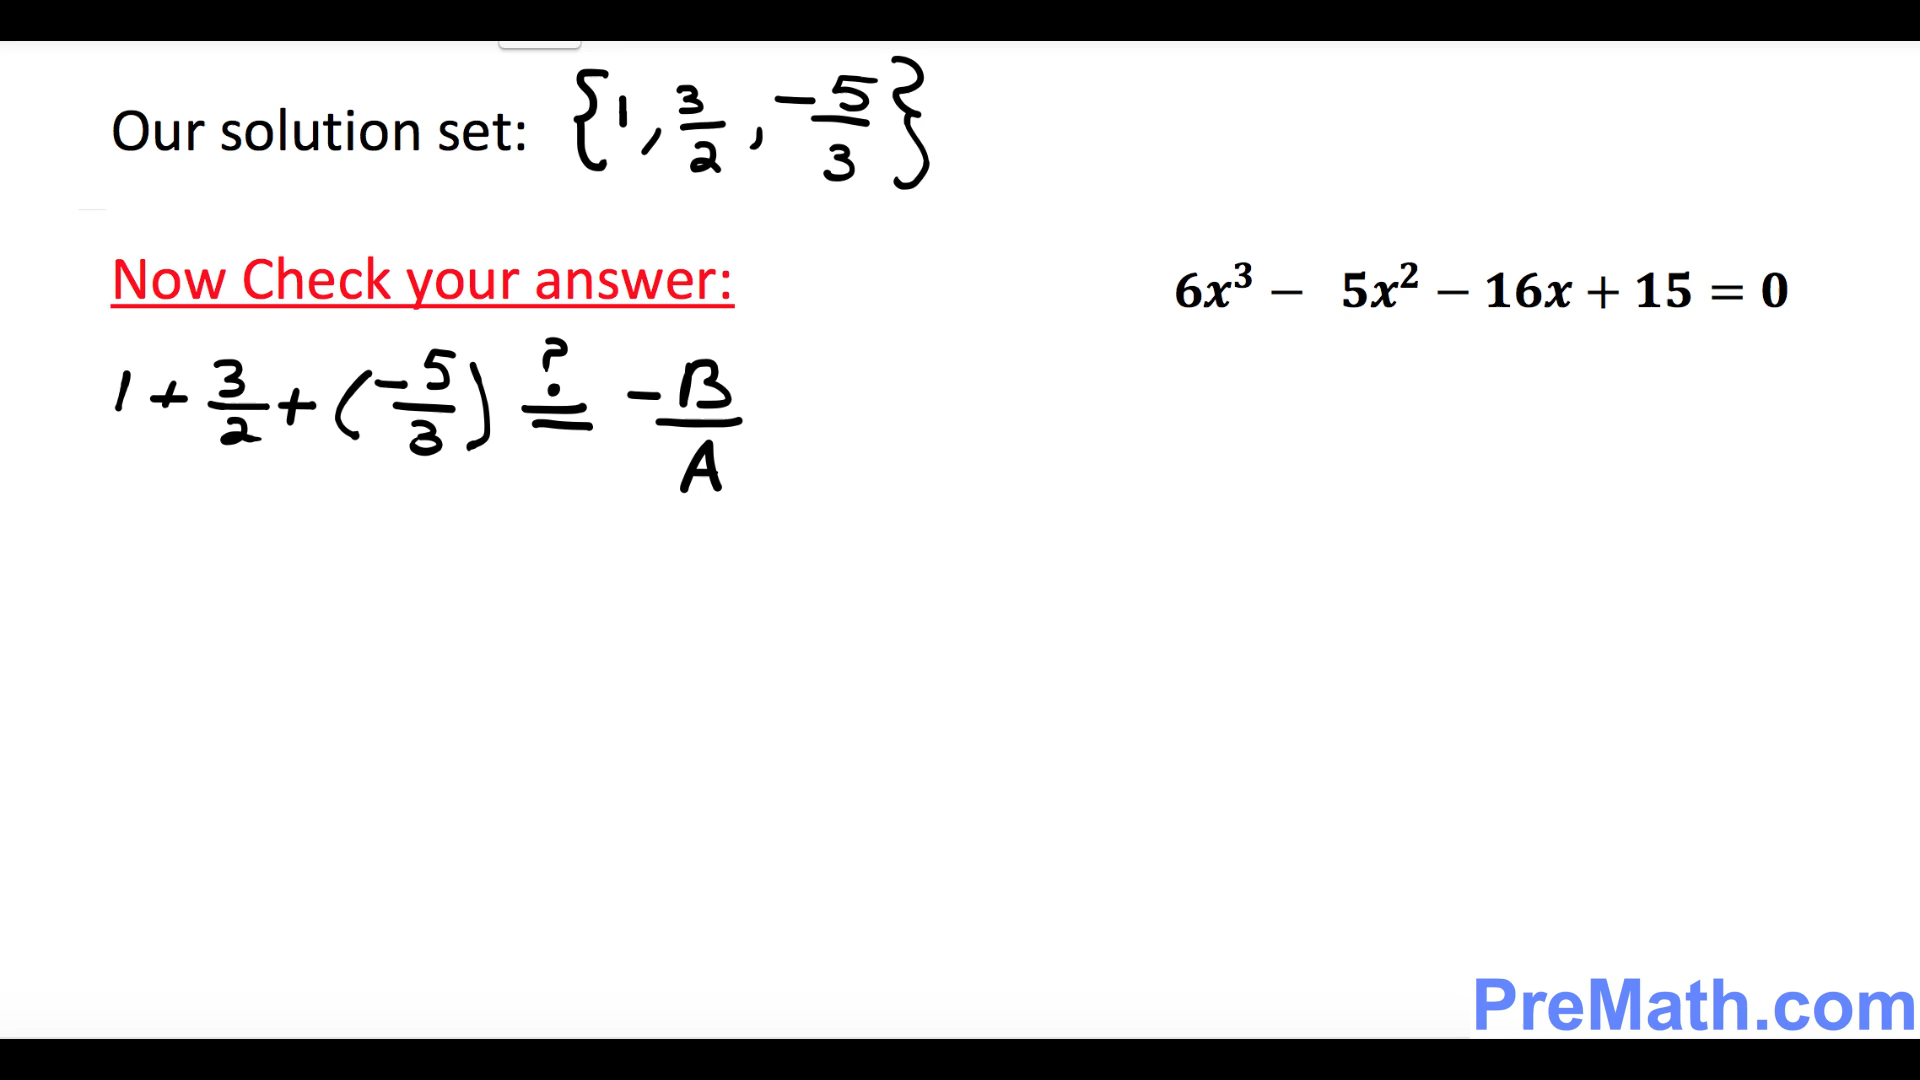 Our solution set: {1, 3/2, -5/3}
Now Check your answer:
6x³ − 5x² − 16x + 15 = 0
1 + 3/2 + (-5/3) ?= -B/A
PreMath.com